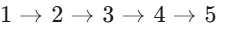 1 → 2 → 3 → 4 → 5